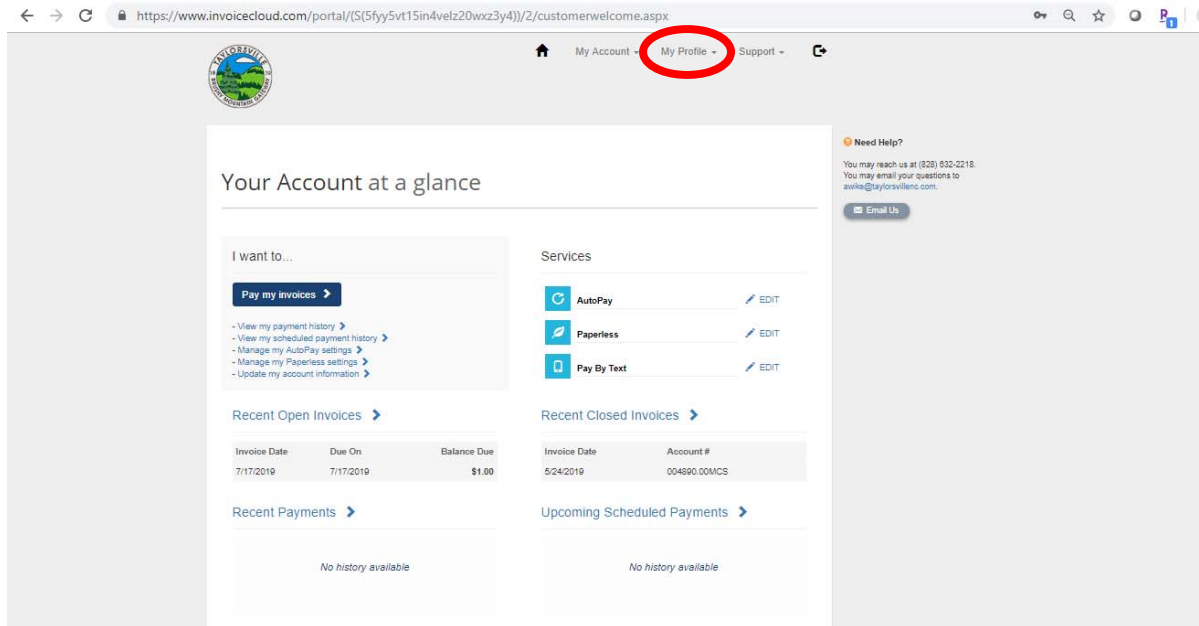 https://www.invoicecloud.com/portal/(S(5fyy5vt15in4velz20wxz3y4))/2/customerwelcome.aspx
TAYLORSVILLE
BRUSHY MOUNTAIN GATEWAY
My Account
My Profile
Support
Need Help?
You may reach us at (828) 632-2218.
You may email your questions to
awike@taylorsvillenc.com.
Email Us
Your Account at a glance
I want to...
Pay my invoices
- View my payment history
- View my scheduled payment history
- Manage my AutoPay settings
- Manage my Paperless settings
- Update my account information
Services
AutoPay EDIT
Paperless EDIT
Pay By Text EDIT
Recent Open Invoices
Invoice Date Due On Balance Due
7/17/2019 7/17/2019 $1.00
Recent Closed Invoices
Invoice Date Account #
5/24/2019 004890.00MCS
Recent Payments
No history available
Upcoming Scheduled Payments
No history available